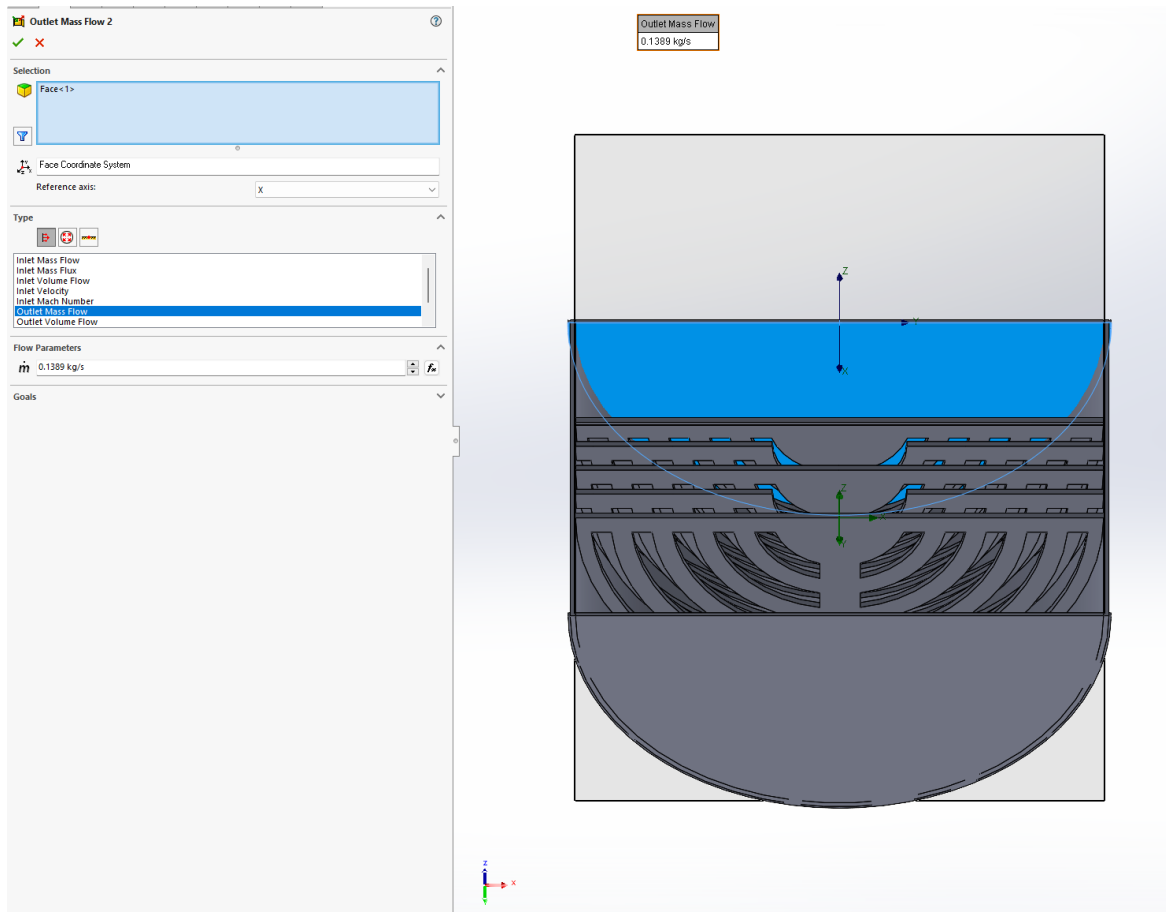 Outlet Mass Flow 2
Selection
Face<1>
Face Coordinate System
Reference axis:
X
Type
Inlet Mass Flow
Inlet Mass Flux
Inlet Volume Flow
Inlet Velocity
Inlet Mach Number
Outlet Mass Flow
Outlet Volume Flow
Flow Parameters
ṁ 0.1389 kg/s
fx
Goals
Outlet Mass Flow
0.1389 kg/s
Z
Y
X
Z
X
Y
Z
X
Y